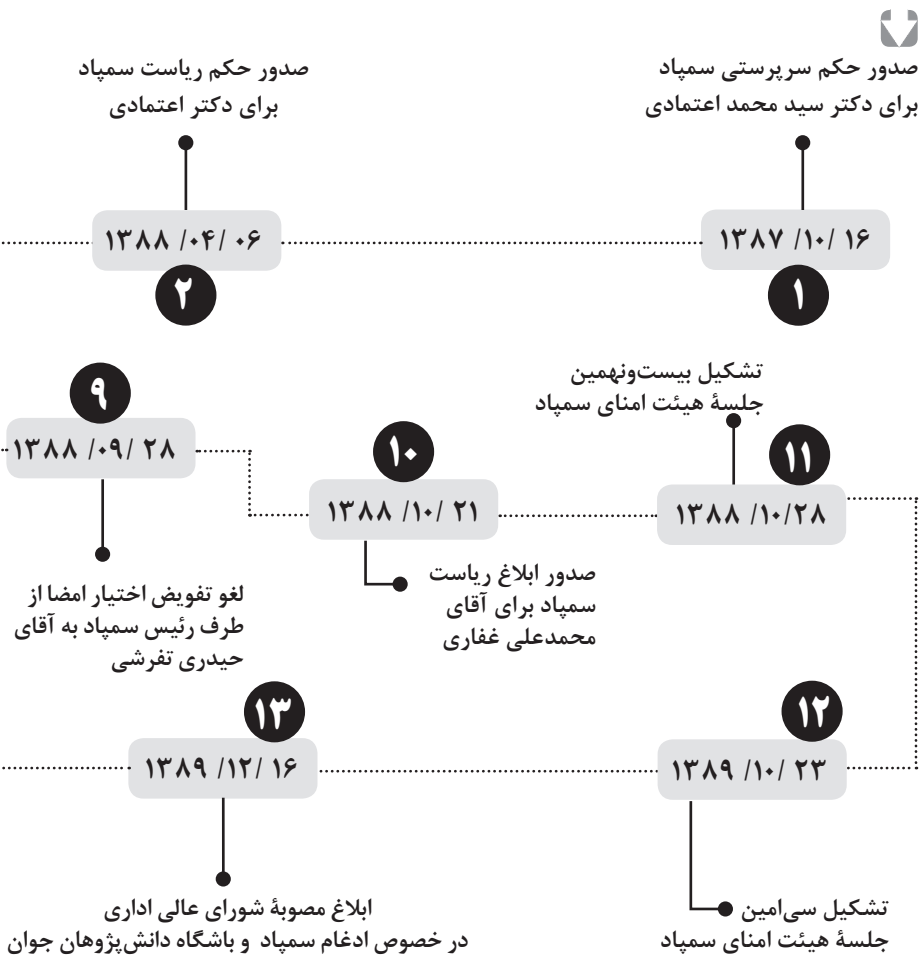 صدور حکم سرپرستی سمپاد
برای دکتر سید محمد اعتمادی
۱۳۸۷ /۱۰/ ۱۶
۱
صدور حکم ریاست سمپاد
برای دکتر اعتمادی
۱۳۸۸ /۰۴/ ۰۶
۲
۹
۱۳۸۸ /۰۹/ ۲۸
لغو تفویض اختیار امضا از
طرف رئیس سمپاد به آقای
حیدری تفرشی
۱۰
۱۳۸۸ /۱۰/ ۲۱
صدور ابلاغ ریاست
سمپاد برای آقای
محمدعلی غفاری
تشکیل بیست‌ونهمین
جلسهٔ هیئت امنای سمپاد
۱۱
۱۳۸۸ /۱۰/۲۸
۱۲
۱۳۸۹ /۱۰/ ۲۳
تشکیل سی‌امین
جلسهٔ هیئت امنای سمپاد
۱۳
۱۳۸۹ /۱۲/ ۱۶
ابلاغ مصوبهٔ شورای عالی اداری
در خصوص ادغام سمپاد و باشگاه دانش‌پژوهان جوان